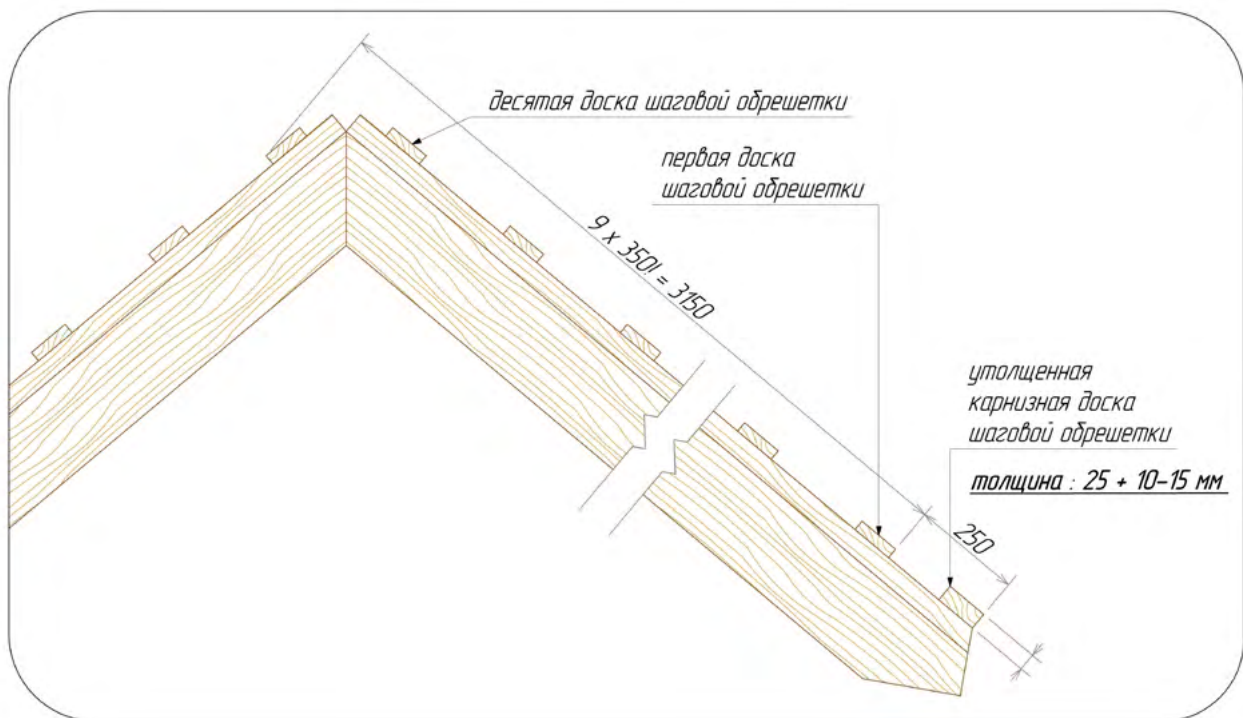 десятая доска шаговой обрешетки
первая доска
шаговой обрешетки
9 х 350! = 3150
утолщенная
карнизная доска
шаговой обрешетки
толщина : 25 + 10-15 мм
250